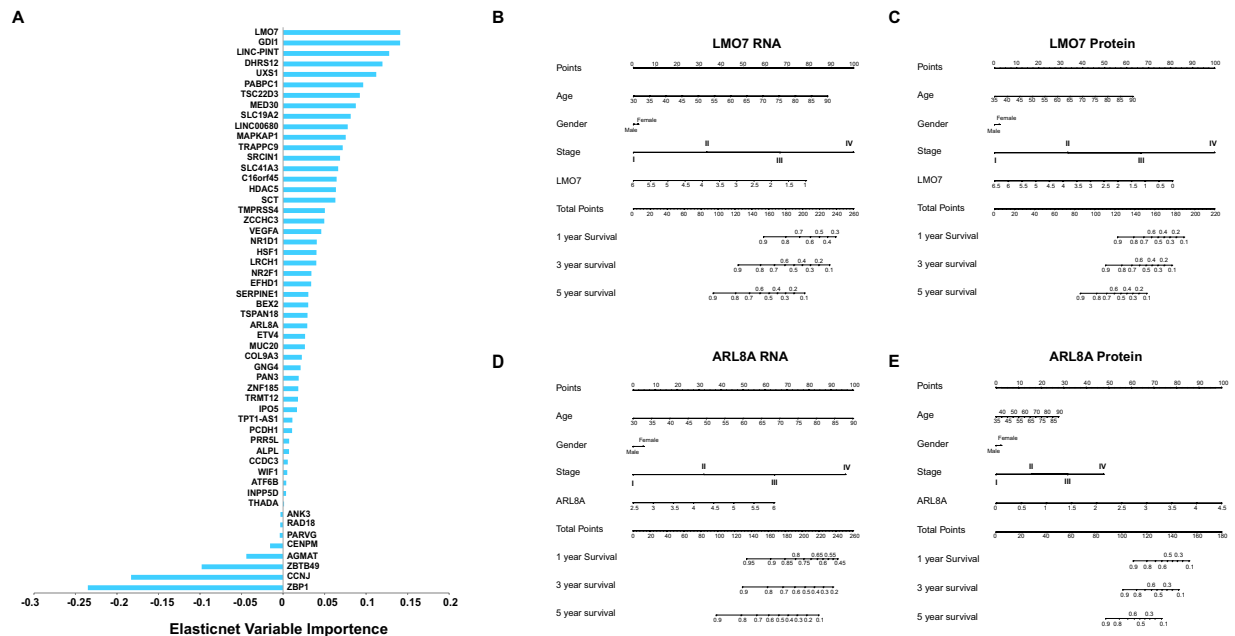 A
LMO7
GDI1
LINC-PINT
DHRS12
UXS1
PABPC1
TSC22D3
MED30
SLC19A2
LINC00680
MAPKAP1
TRAPPC9
SRCIN1
SLC41A3
C16orf45
HDAC5
SCT
TMPRSS4
ZCCHC3
VEGFA
NR1D1
HSF1
LRCH1
NR2F1
EFHD1
SERPINE1
BEX2
TSPAN18
ARL8A
ETV4
MUC20
COL9A3
GNG4
PAN3
ZNF185
TRMT12
IPO5
TPT1-AS1
PCDH1
PRR5L
ALPL
CCDC3
WIF1
ATF6B
INPP5D
THADA
ANK3
RAD18
PARVG
CENPM
AGMAT
ZBTB49
CCNJ
ZBP1
-0.3 -0.2 -0.1 0 0.1 0.2
Elasticnet Variable Importence
B
LMO7 RNA
0 10 20 30 40 50 60 70 80 90 100
Points
Age
30 35 40 45 50 55 60 65 70 75 80 85 90
Female
Gender
Male
II IV
Stage
I III
LMO7
6 5.5 5 4.5 4 3.5 3 2.5 2 1.5 1
Total Points
0 20 40 60 80 100 120 140 160 180 200 220 240 260
0.7 0.5 0.3
1 year Survival
0.9 0.8 0.6 0.4
0.6 0.4 0.2
3 year survival
0.9 0.8 0.7 0.5 0.3 0.1
0.6 0.4 0.2
5 year survival
0.9 0.8 0.7 0.5 0.3 0.1
C
LMO7 Protein
0 10 20 30 40 50 60 70 80 90 100
Points
Age
35 40 45 50 55 60 65 70 75 80 85 90
Female
Gender
Male
II IV
Stage
I III
LMO7
6.5 6 5.5 5 4.5 4 3.5 3 2.5 2 1.5 1 0.5 0
Total Points
0 20 40 60 80 100 120 140 160 180 200 220
0.6 0.4 0.2
1 year Survival
0.9 0.8 0.7 0.5 0.3 0.1
0.6 0.4 0.2
3 year survival
0.9 0.8 0.7 0.5 0.3 0.1
0.6 0.4 0.2
5 year survival
0.9 0.8 0.7 0.5 0.3 0.1
D
ARL8A RNA
0 10 20 30 40 50 60 70 80 90 100
Points
Age
30 35 40 45 50 55 60 65 70 75 80 85 90
Female
Gender
Male
II IV
Stage
I III
ARL8A
2.5 3 3.5 4 4.5 5 5.5 6
Total Points
0 20 40 60 80 100 120 140 160 180 200 220 240 260
0.8 0.65 0.55
1 year Survival
0.95 0.9 0.85 0.75 0.6 0.45
3 year survival
0.9 0.8 0.7 0.6 0.5 0.4 0.3 0.2
5 year survival
0.9 0.8 0.7 0.6 0.5 0.4 0.3 0.2 0.1
E
ARL8A Protein
0 10 20 30 40 50 60 70 80 90 100
Points
40 50 60 70 80 90
Age
35 45 55 65 75 85
Female
Gender
Male
II IV
Stage
I III
ARL8A
0 0.5 1 1.5 2 2.5 3 3.5 4 4.5
Total Points
0 20 40 60 80 100 120 140 160 180
0.5 0.3
1 year Survival
0.9 0.8 0.7 0.6 0.1
0.6 0.3
3 year survival
0.9 0.8 0.5 0.1
0.6 0.3
5 year survival
0.9 0.8 0.5 0.1